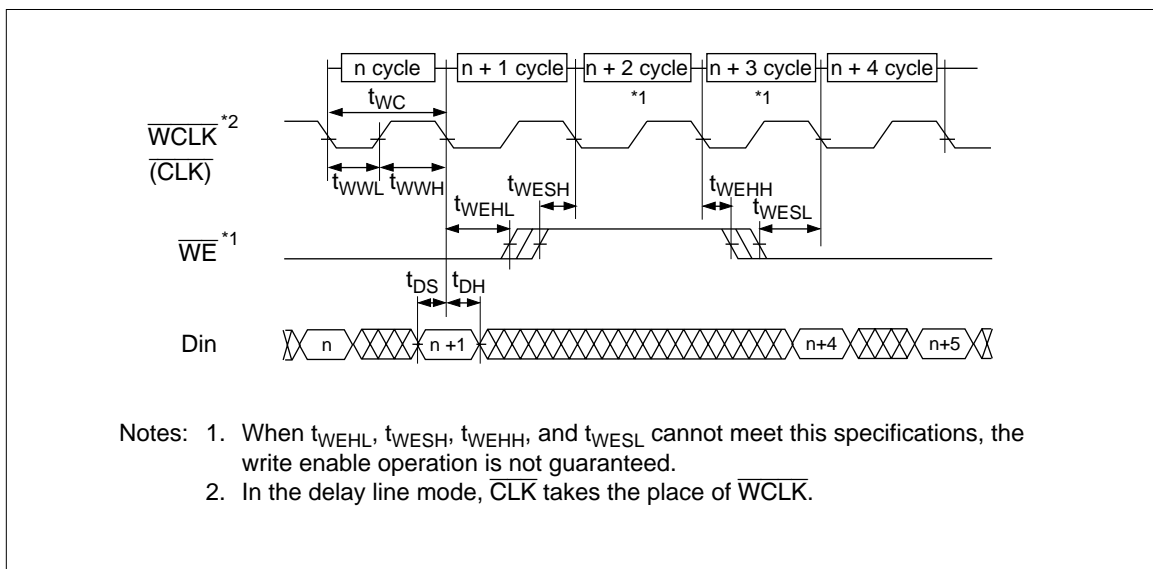 n cycle n + 1 cycle n + 2 cycle n + 3 cycle n + 4 cycle
*1 *1
tWC
WCLK *2
(CLK)
tWWL tWWH
tWESH
tWEHL
tWEHH
tWESL
WE *1
tDS tDH
Din n n +1 n+4 n+5
Notes: 1. When tWEHL, tWESH, tWEHH, and tWESL cannot meet this specifications, the
write enable operation is not guaranteed.
2. In the delay line mode, CLK takes the place of WCLK.